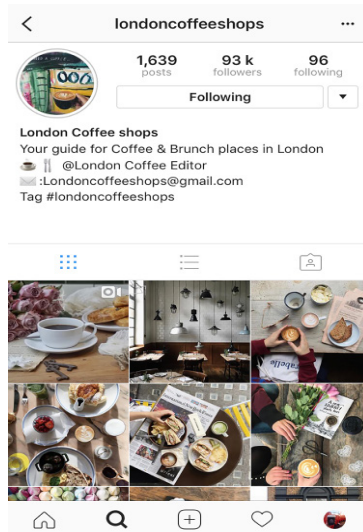 londoncoffeeshops
1,639 93 k 96
posts followers following
Following
London Coffee shops
Your guide for Coffee & Brunch places in London
☕🍴 @London Coffee Editor
✉️:Londoncoffeeshops@gmail.com
Tag #londoncoffeeshops